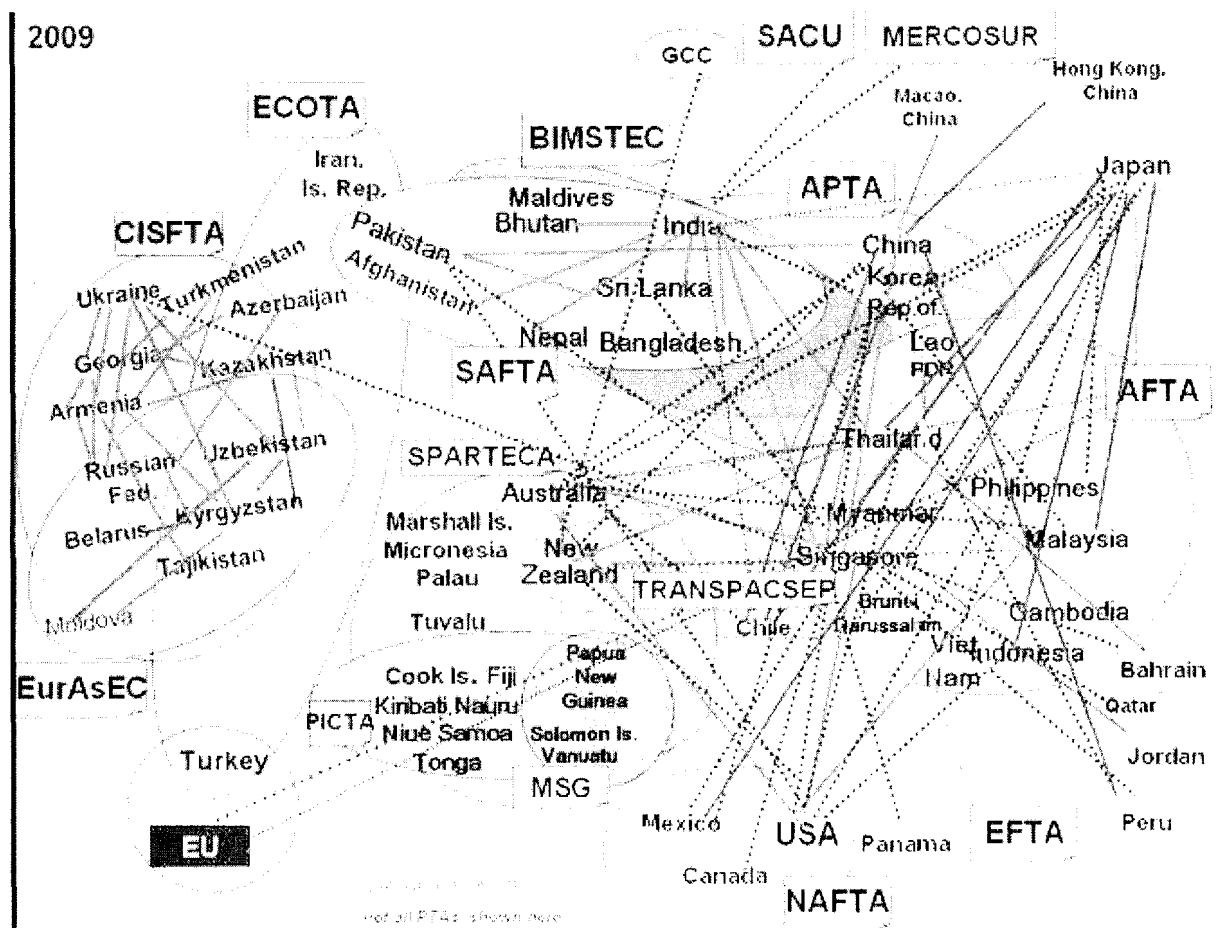 2009
SACU
MERCOSUR
GCC
Hong Kong.
China
Macao.
China
ECOTA
BIMSTEC
Iran.
Is. Rep.
Japan
APTA
Maldives
Bhutan
India
CISFTA
Pakistan
Afghanistan
China
Korea
Rep of.
Turkmenistan
Ukraine
Azerbaijan
Sri Lanka
Nepal
Bangladesh
Lao
PDR
Georgia
Kazakhstan
SAFTA
AFTA
Armenia
Thailand
Uzbekistan
Russian
Fed.
SPARTECA
Australia
Philippines
Kyrgyzstan
Belarus
Marshall Is.
Micronesia
Palau
Myanmar
Malaysia
Tajikistan
New
Zealand
Singapore
TRANSPACSEP
Moldova
Tuvalu
Chile
Brunei
Darussalam
Cambodia
Viet
Nam
Indonesia
Papua
New
Guinea
Bahrain
EurAsEC
Cook Is. Fiji
Kiribati, Nauru
Niue Samoa
Tonga
PICTA
Qatar
Solomon Is.
Vanuatu
Turkey
MSG
Jordan
EU
Mexico
USA
Panama
EFTA
Peru
Canada
NAFTA
not all PTAs shown here